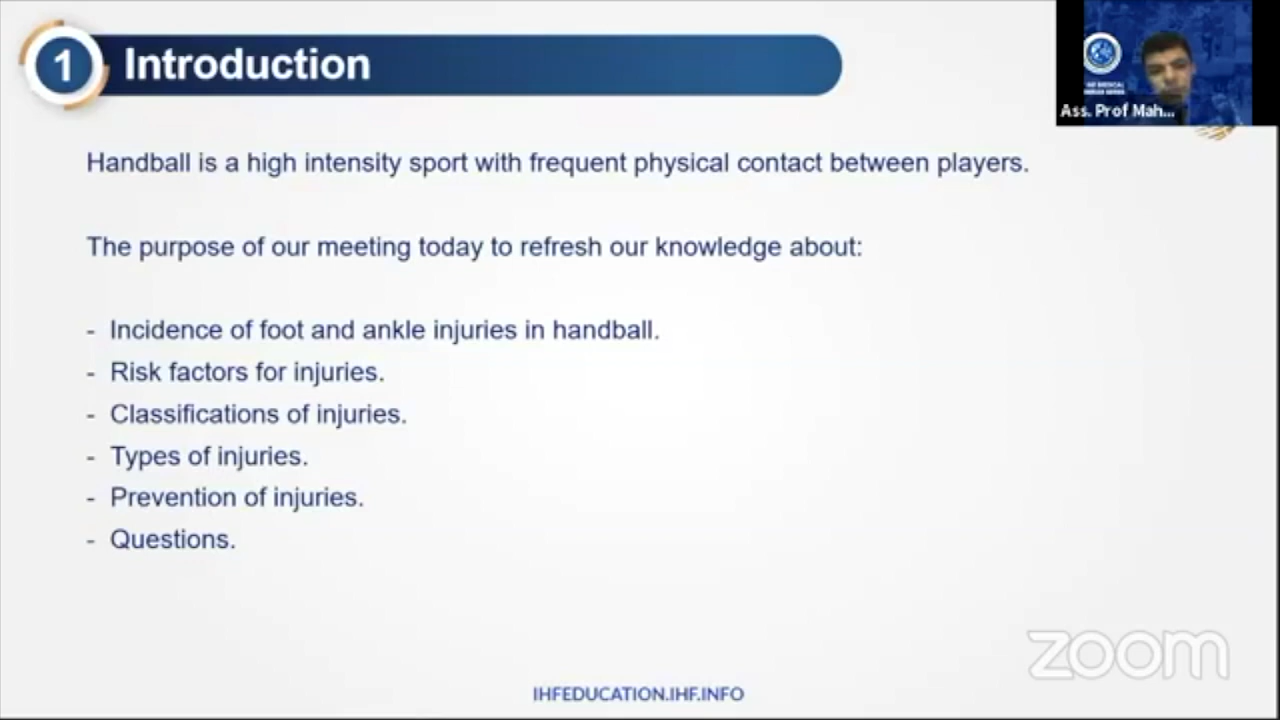 1 Introduction
Ass. Prof Mah...
Handball is a high intensity sport with frequent physical contact between players.
The purpose of our meeting today to refresh our knowledge about:
- Incidence of foot and ankle injuries in handball.
- Risk factors for injuries.
- Classifications of injuries.
- Types of injuries.
- Prevention of injuries.
- Questions.
zoom
IHFEDUCATION.IHF.INFO